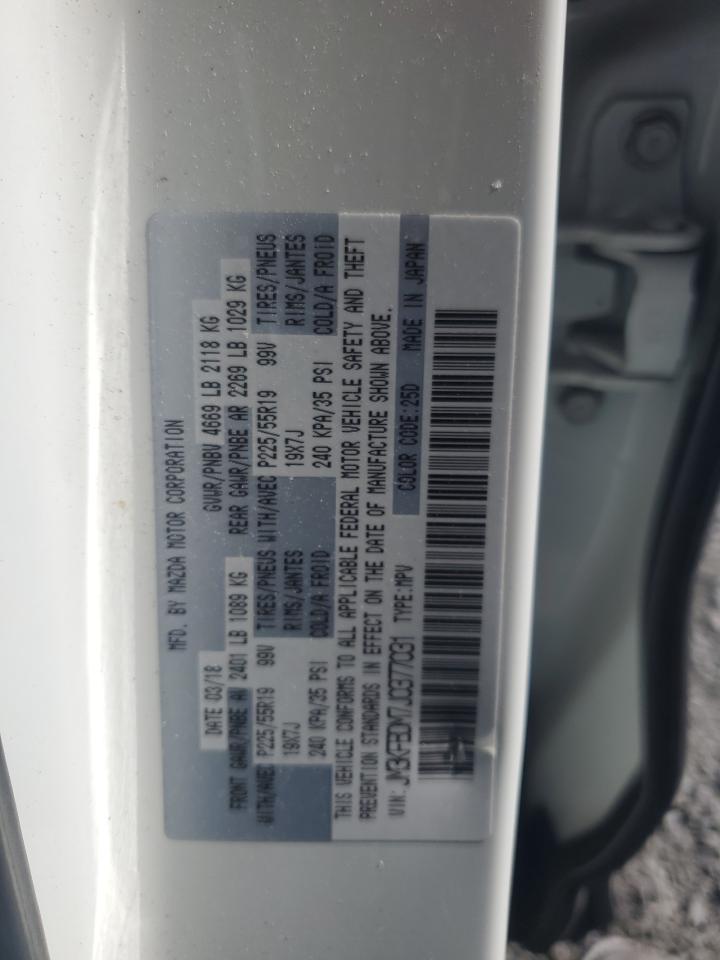 MFD. BY MAZDA MOTOR CORPORATION
DATE 03/18 GVWR/PNBV 4669 LB 2118 KG
FRONT GAWR/PNBE AV 2401 LB 1089 KG REAR GAWR/PNBE AR 2269 LB 1029 KG
WITH/AVEC P225/55R19 99V TIRES/PNEUS WITH/AVEC P225/55R19 99V TIRES/PNEUS
19X7J RIMS/JANTES 19X7J RIMS/JANTES
240 KPA/35 PSI COLD/A FROID 240 KPA/35 PSI COLD/A FROID
THIS VEHICLE CONFORMS TO ALL APPLICABLE FEDERAL MOTOR VEHICLE SAFETY AND THEFT
PREVENTION STANDARDS IN EFFECT ON THE DATE OF MANUFACTURE SHOWN ABOVE.
VIN: JM3KFBDM7J0377031 TYPE:MPV COLOR CODE:25D MADE IN JAPAN